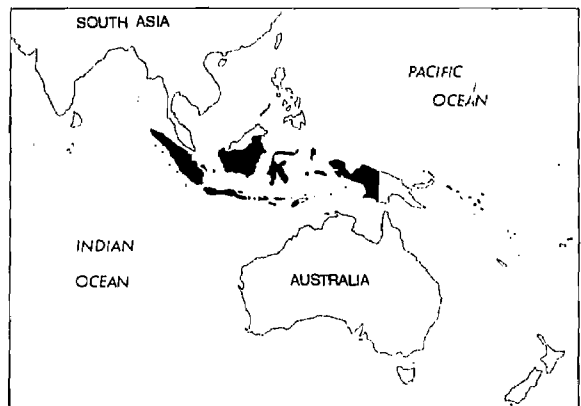 SOUTH ASIA
PACIFIC
OCEAN
INDIAN
OCEAN
AUSTRALIA